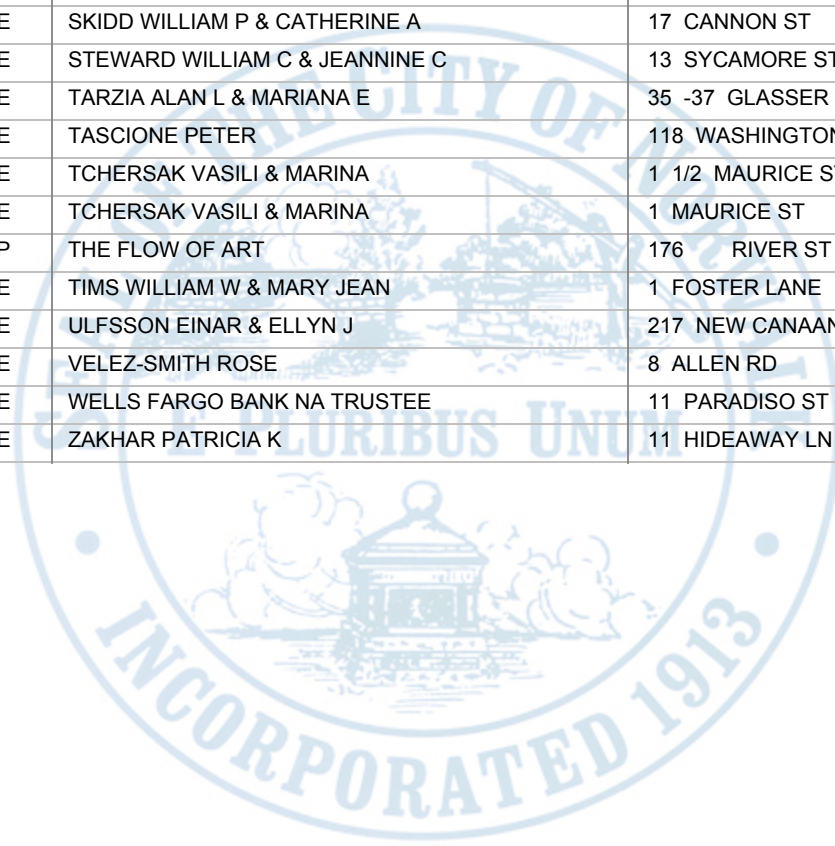 E SKIDD WILLIAM P & CATHERINE A 17 CANNON ST
E STEWARD WILLIAM C & JEANNINE C 13 SYCAMORE ST
E TARZIA ALAN L & MARIANA E 35 -37 GLASSER
E TASCIONE PETER 118 WASHINGTON
E TCHERSAK VASILI & MARINA 1 1/2 MAURICE ST
E TCHERSAK VASILI & MARINA 1 MAURICE ST
P THE FLOW OF ART 176 RIVER ST
E TIMS WILLIAM W & MARY JEAN 1 FOSTER LANE
E ULFSSON EINAR & ELLYN J 217 NEW CANAAN
E VELEZ-SMITH ROSE 8 ALLEN RD
E WELLS FARGO BANK NA TRUSTEE 11 PARADISO ST
E ZAKHAR PATRICIA K 11 HIDEAWAY LN
SEAL OF THE CITY OF NORWALK
E PLURIBUS UNUM
INCORPORATED 1913